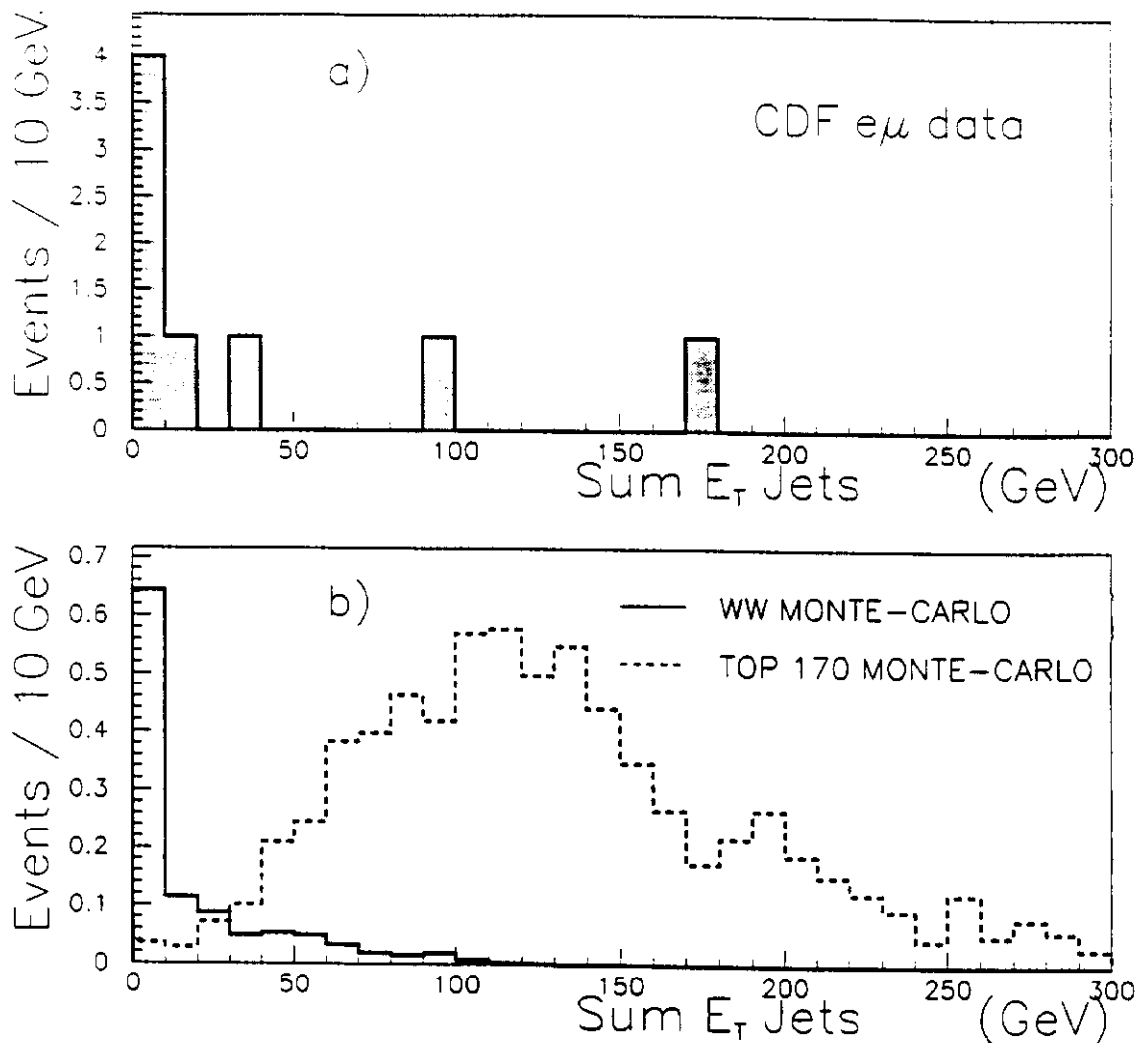 Events / 10 GeV.
4
3.5
3
2.5
2
1.5
1
0.5
0
a)
CDF eμ data
0 50 100 150 200 250 300
Sum E_T Jets (GeV)
Events / 10 GeV
0.7
0.6
0.5
0.4
0.3
0.2
0.1
0
b)
WW MONTE-CARLO
TOP 170 MONTE-CARLO
0 50 100 150 200 250 300
Sum E_T Jets (GeV)